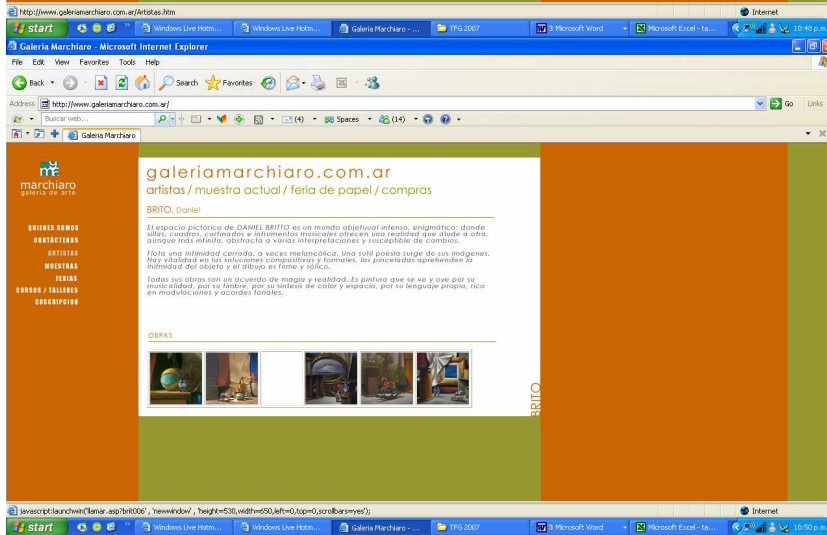 http://www.galeriamarchiaro.com.ar/Artistas.htm
Internet
start
Windows Live Hotm...
Windows Live Hotm...
Galeria Marchiaro - ...
TFG 2007
3 Microsoft Word
Microsoft Excel - ta...
10:48 p.m.
Galeria Marchiaro - Microsoft Internet Explorer
File Edit View Favorites Tools Help
Back
Search
Favorites
Address
http://www.galeriamarchiaro.com.ar/
Go
Links
Buscar web...
(4)
Spaces
(14)
Galeria Marchiaro
marchiaro
galería de arte
QUIENES SOMOS
CONTÁCTENOS
ARTISTAS
MUESTRAS
FERIAS
CURSOS / TALLERES
SUSCRIPCION
galeriamarchiaro.com.ar
artistas / muestra actual / feria de papel / compras
BRITO, Daniel
El espacio pictórico de DANIEL BRITTO es un mundo objetual intenso, enigmático; donde
sillas, cuadros, cortinados e intrumentos musicales ofrecen una realidad que alude a otra,
aunque más infinita, abstracta a varias interpretaciones y susceptible de cambios.
Flota una intimidad cerrada, a veces melancólica. Una sutil poesía surge de sus imágenes.
Hay vitalidad en las soluciones compositivas y formales, las pinceladas aprehenden la
initmidad del objeto y el dibujo es firme y sólico.
Todas sus obras son un acuerdo de magia y realidad. Es pintura que se ve y oye por su
musicalidad, por su timbre, por su síntesis de color y espacio, por su lenguaje propio, rico
en modulaciones y acordes tonales.
OBRAS
BRITO
javascript:launchwin('llamar.asp?brit006' , 'newwindow' , 'height=530,width=650,left=0,top=0,scrollbars=yes');
Internet
start
Windows Live Hotm...
Windows Live Hotm...
Galeria Marchiaro - ...
TFG 2007
3 Microsoft Word
Microsoft Excel - ta...
10:50 p.m.